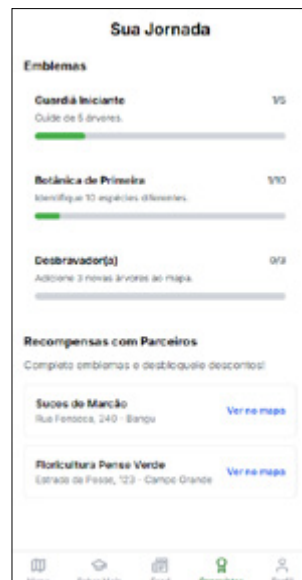 Sua Jornada
Emblemas
Guardiã Iniciante 1/5
Cuide de 5 árvores.
Botânica de Primeira 1/10
Identifique 10 espécies diferentes.
Desbravador(a) 0/3
Adicione 3 novas árvores ao mapa.
Recompensas com Parceiros
Complete emblemas e desbloqueie descontos!
Sucos do Marcão
Rua Fonseca, 240 - Bangu
Ver no mapa
Floricultura Pense Verde
Estrada da Posse, 123 - Campo Grande
Ver no mapa